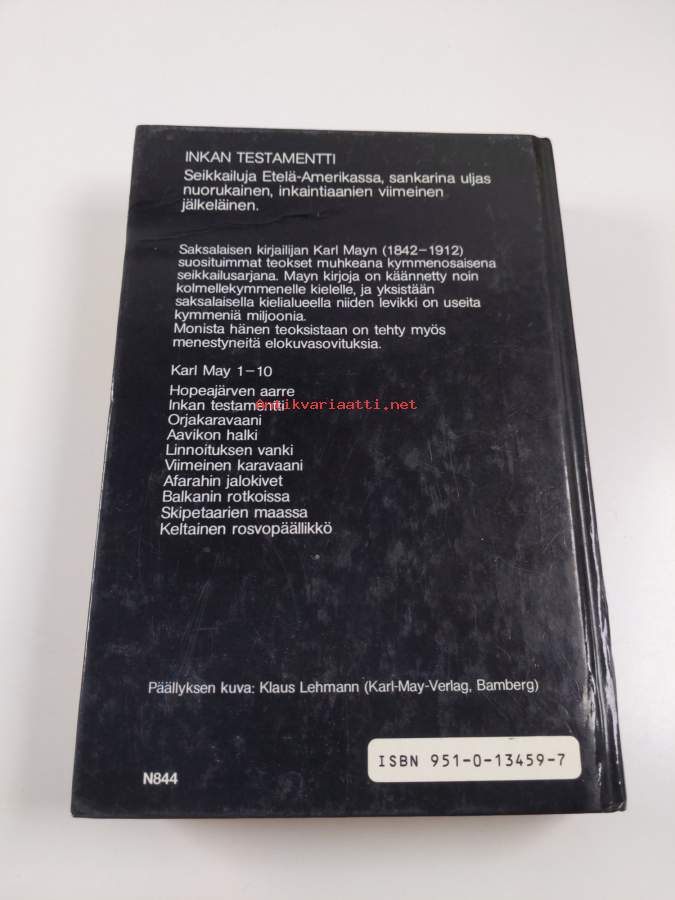 INKAN TESTAMENTTI
Seikkailuja Etelä-Amerikassa, sankarina uljas
nuorukainen, inkaintiaanien viimeinen
jälkeläinen.
Saksalaisen kirjailijan Karl Mayn (1842–1912)
suosituimmat teokset muhkeana kymmenosaisena
seikkailusarjana. Mayn kirjoja on käännetty noin
kolmellekymmenelle kielelle, ja yksistään
saksalaisella kielialueella niiden levikki on useita
kymmeniä miljoonia.
Monista hänen teoksistaan on tehty myös
menestyneitä elokuvasovituksia.
Karl May 1–10
Hopeajärven aarre
Inkan testamentti
antikvariaatti.net
Orjakaravaani
Aavikon halki
Linnoituksen vanki
Viimeinen karavaani
Afarahin jalokivet
Balkanin rotkoissa
Skipetaarien maassa
Keltainen rosvopäällikkö
Päällyksen kuva: Klaus Lehmann (Karl-May-Verlag, Bamberg)
ISBN 951-0-13459-7
N844